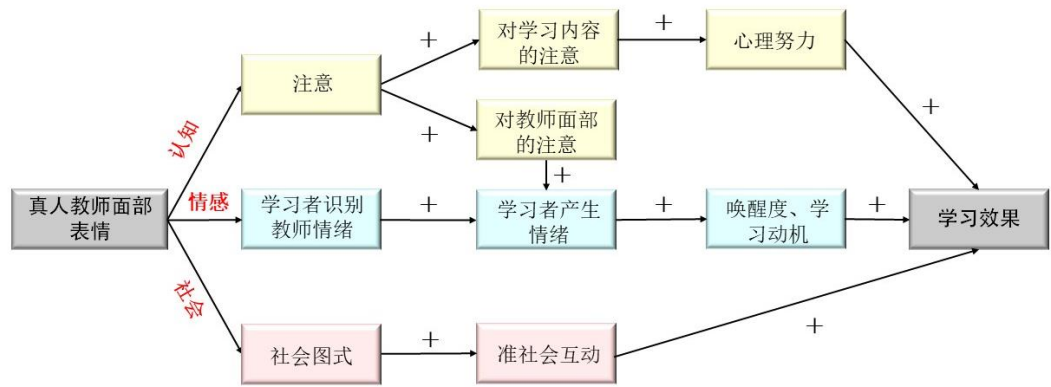 对学习内容
的注意
+
+
心理努力
注意
+
对教师面部
的注意
+
+
认知
+
真人教师面部
表情
情感
学习者识别
教师情绪
+
学习者产生
情绪
+
唤醒度、学
习动机
+
学习效果
社会
社会图式
+
准社会互动
+